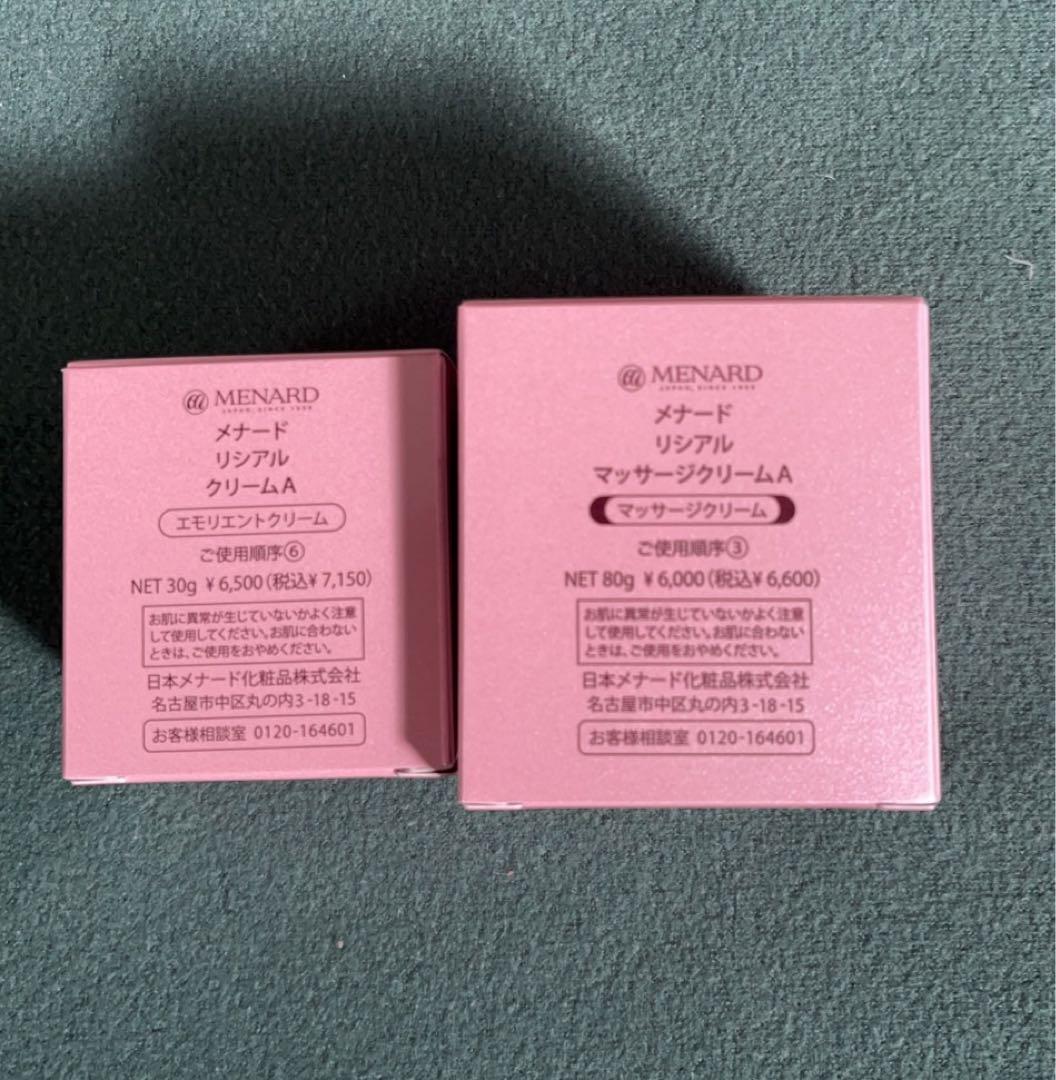 MENARD
JAPAN, SINCE 1959
メナード
リシアル
クリームA
エモリエントクリーム
ご使用順序⑥
NET 30g ¥6,500(税込¥7,150)
お肌に異常が生じていないかよく注意
して使用してください。お肌に合わない
ときは、ご使用をおやめください。
日本メナード化粧品株式会社
名古屋市中区丸の内3-18-15
お客様相談室 0120-164601
MENARD
JAPAN, SINCE 1959
メナード
リシアル
マッサージクリームA
マッサージクリーム
ご使用順序③
NET 80g ¥6,000(税込¥6,600)
お肌に異常が生じていないかよく注意
して使用してください。お肌に合わない
ときは、ご使用をおやめください。
日本メナード化粧品株式会社
名古屋市中区丸の内3-18-15
お客様相談室 0120-164601